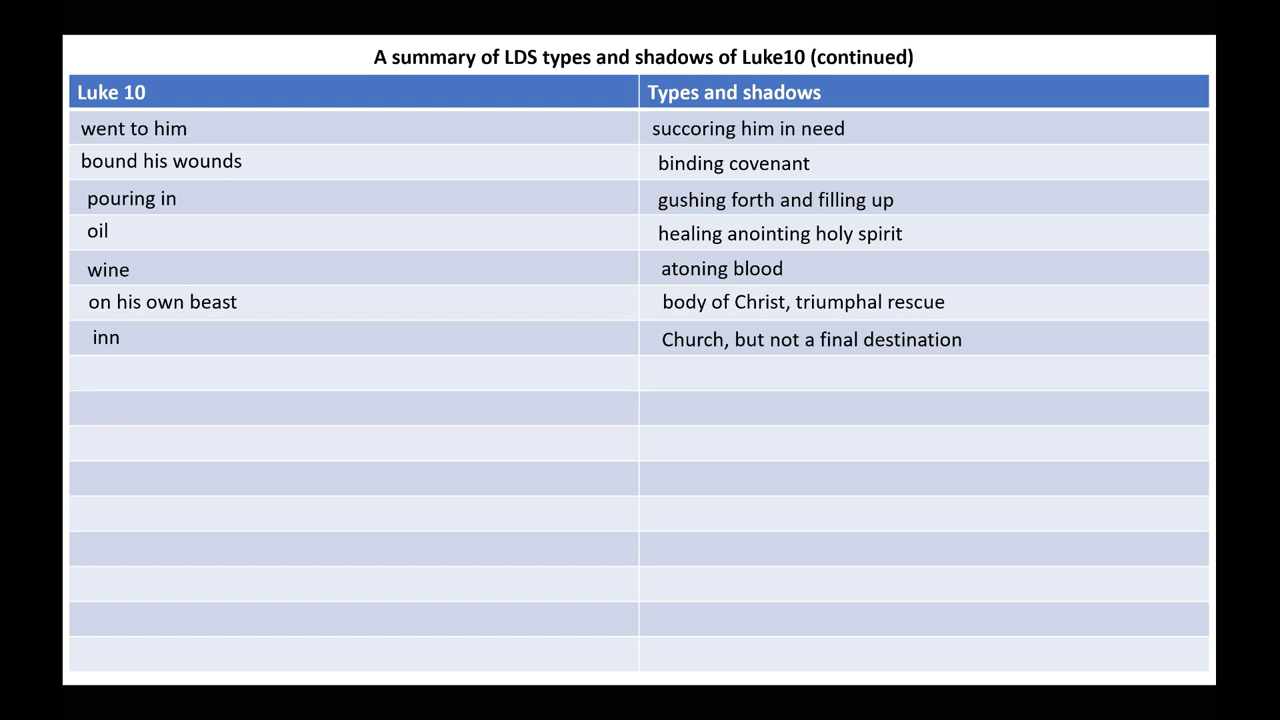 A summary of LDS types and shadows of Luke10 (continued)
Luke 10 Types and shadows
went to him succoring him in need
bound his wounds binding covenant
pouring in gushing forth and filling up
oil healing anointing holy spirit
wine atoning blood
on his own beast body of Christ, triumphal rescue
inn Church, but not a final destination